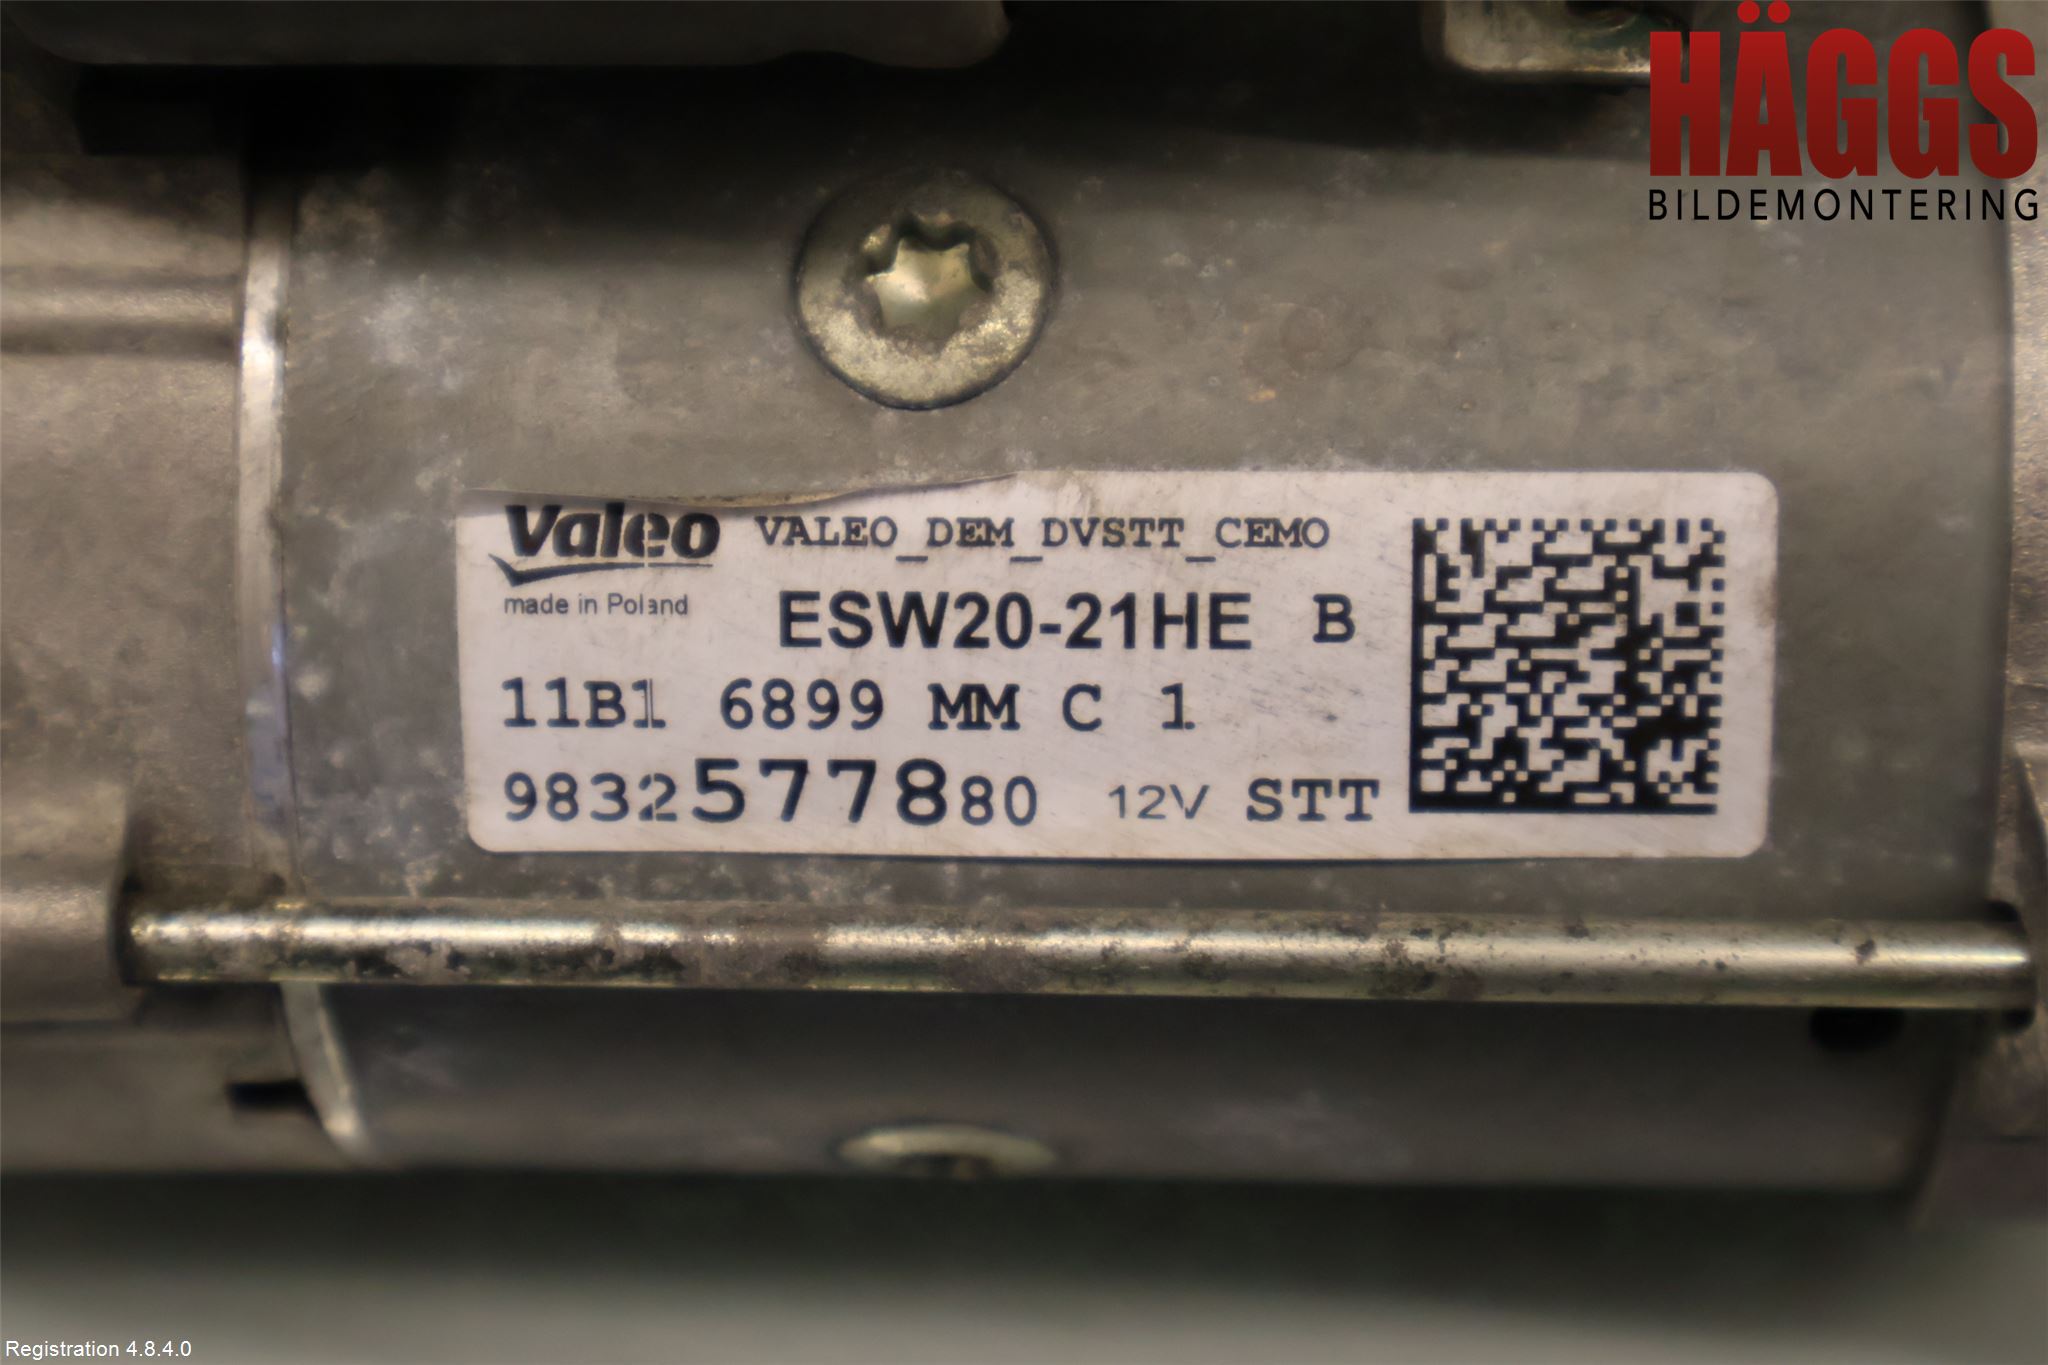 HÄGGS
BILDEMONTERING
Valeo VALEO_DEM_DVSTT_CEMO
made in Poland
ESW20-21HE B
11B1 6899 MM C 1
9832577880 12V STT
Registration 4.8.4.0